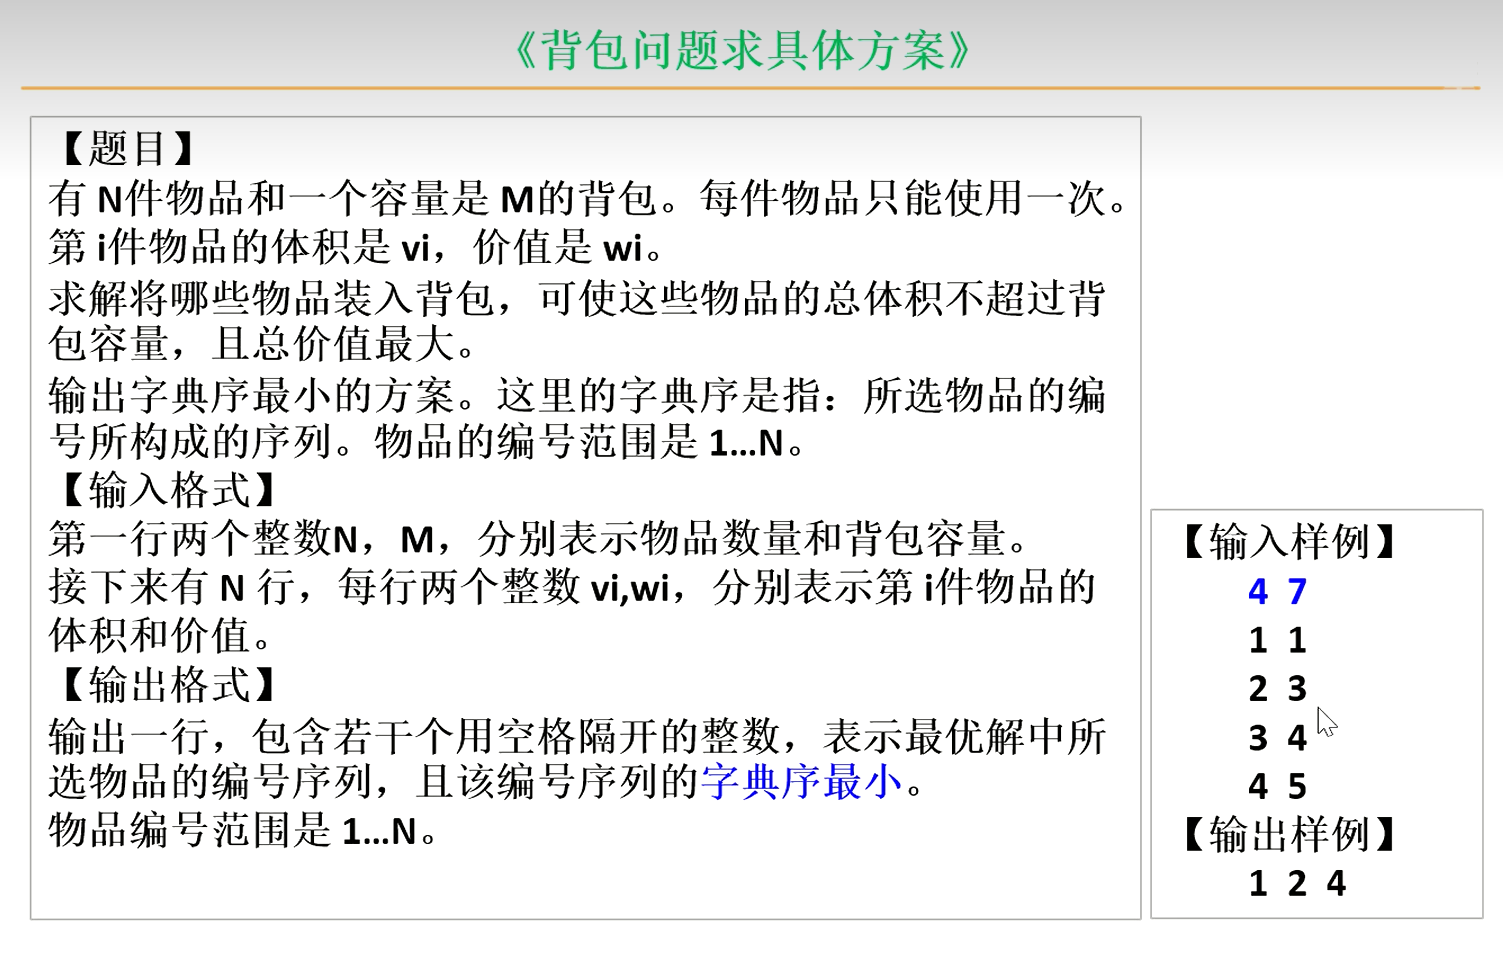 《背包问题求具体方案》
【题目】
有 N件物品和一个容量是 M的背包。每件物品只能使用一次。
第 i件物品的体积是 vi，价值是 wi。
求解将哪些物品装入背包，可使这些物品的总体积不超过背
包容量，且总价值最大。
输出字典序最小的方案。这里的字典序是指：所选物品的编
号所构成的序列。物品的编号范围是 1…N。
【输入格式】
第一行两个整数N，M，分别表示物品数量和背包容量。
接下来有 N 行，每行两个整数 vi,wi，分别表示第 i件物品的
体积和价值。
【输出格式】
输出一行，包含若干个用空格隔开的整数，表示最优解中所
选物品的编号序列，且该编号序列的字典序最小。
物品编号范围是 1…N。
【输入样例】
4 7
1 1
2 3
3 4
4 5
【输出样例】
1 2 4